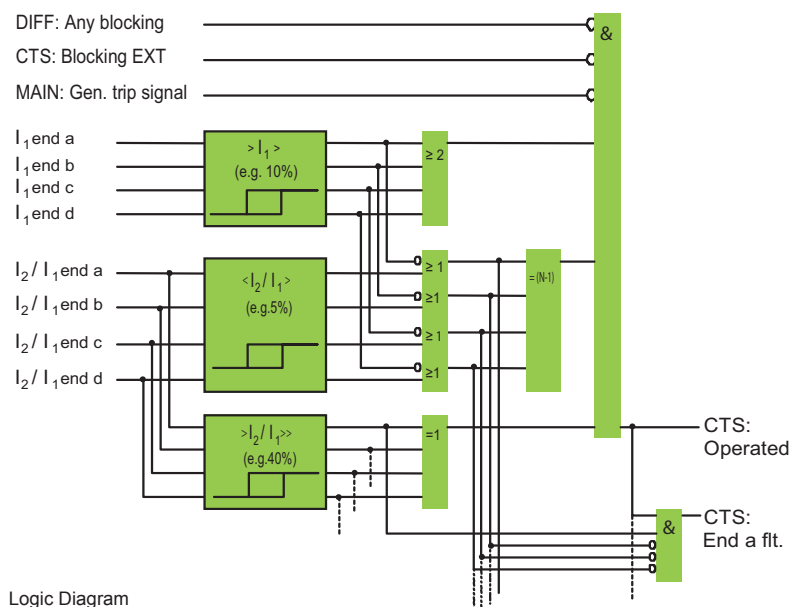 DIFF: Any blocking
&
CTS: Blocking EXT
MAIN: Gen. trip signal
I1 end a
I1 end b
I1 end c
I1 end d
>I1>
(e.g. 10%)
≥ 2
I2/ I1 end a
I2/ I1 end b
I2/ I1 end c
I2/ I1 end d
<I2/ I1>
(e.g.5%)
≥ 1
≥1
≥ 1
≥1
= (N-1)
>I2/ I1>>
(e.g.40%)
=1
CTS:
Operated
&
CTS:
End a flt.
Logic Diagram